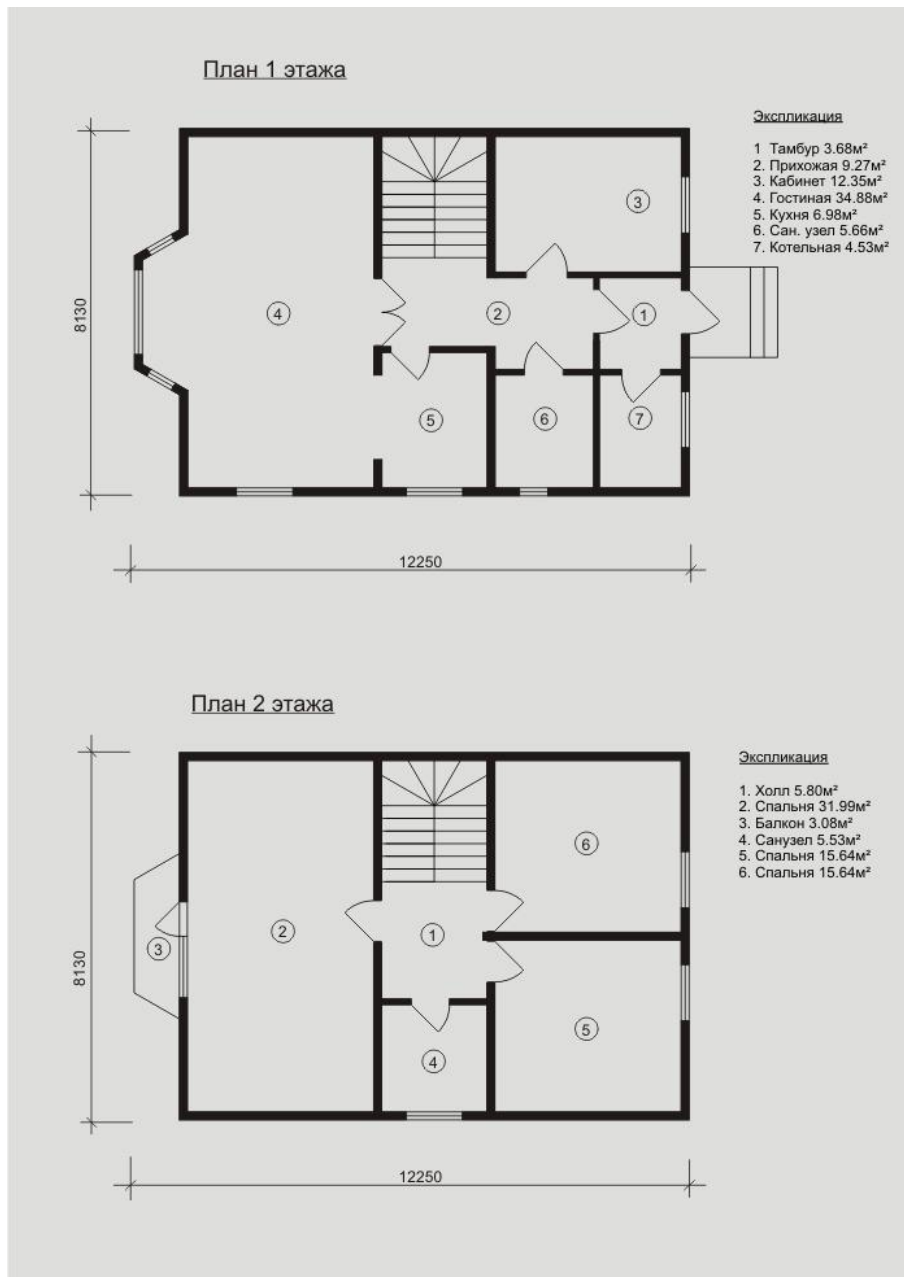 План 1 этажа
Экспликация
1 Тамбур 3.68м²
2. Прихожая 9.27м²
3. Кабинет 12.35м²
4. Гостиная 34.88м²
5. Кухня 6.98м²
6. Сан. узел 5.66м²
7. Котельная 4.53м²
3
8130
4
2
1
5
6
7
12250
План 2 этажа
Экспликация
1. Холл 5.80м²
2. Спальня 31.99м²
3. Балкон 3.08м²
4. Санузел 5.53м²
5. Спальня 15.64м²
6. Спальня 15.64м²
6
2
1
3
8130
5
4
12250